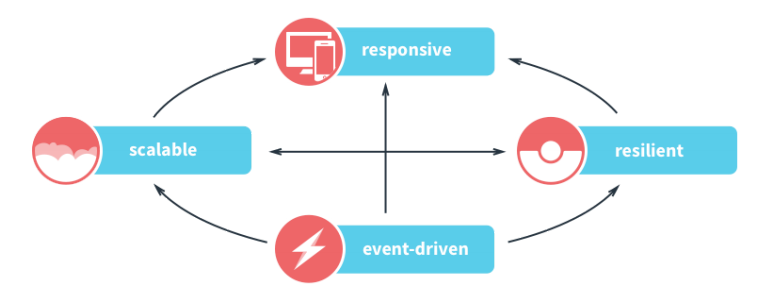 responsive
scalable
resilient
event-driven